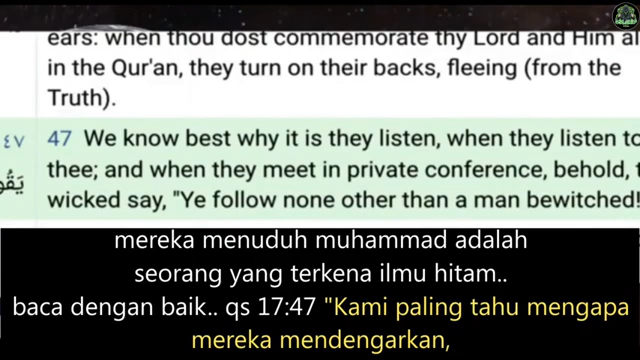 ears: when thou dost commemorate thy Lord and Him al
in the Qur'an, they turn on their backs, fleeing (from the
Truth).
٤٧
47 We know best why it is they listen, when they listen to
thee; and when they meet in private conference, behold, t
wicked say, "Ye follow none other than a man bewitched!
mereka menuduh muhammad adalah
seorang yang terkena ilmu hitam..
baca dengan baik.. qs 17:47 "Kami paling tahu mengapa
mereka mendengarkan,